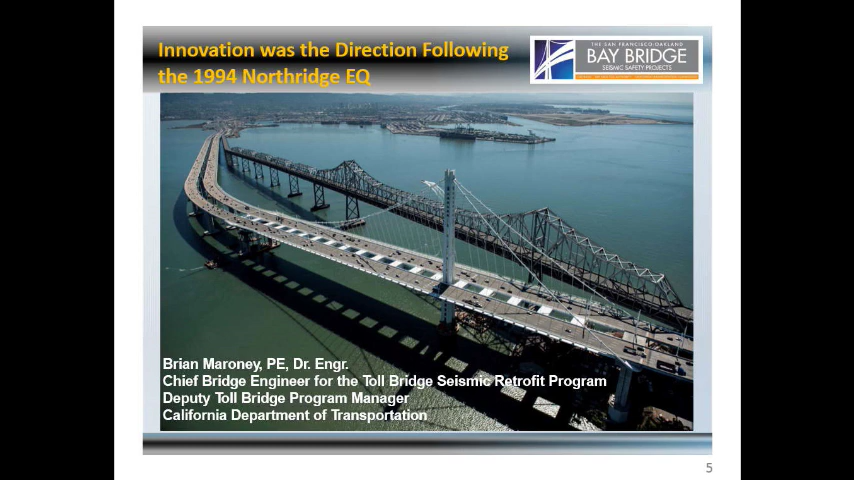 Innovation was the Direction Following
the 1994 Northridge EQ
THE SAN FRANCISCO-OAKLAND
BAY BRIDGE
SEISMIC SAFETY PROJECTS
Brian Maroney, PE, Dr. Engr.
Chief Bridge Engineer for the Toll Bridge Seismic Retrofit Program
Deputy Toll Bridge Program Manager
California Department of Transportation
5